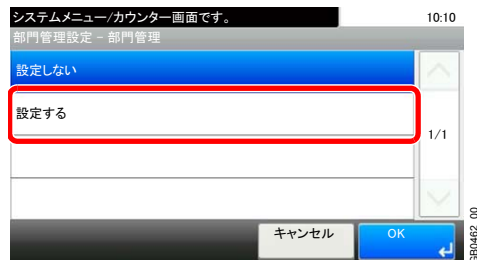 システムメニュー/カウンター画面です。
10:10
部門管理設定 - 部門管理
設定しない
設定する
1/1
キャンセル
OK
GB0462_00